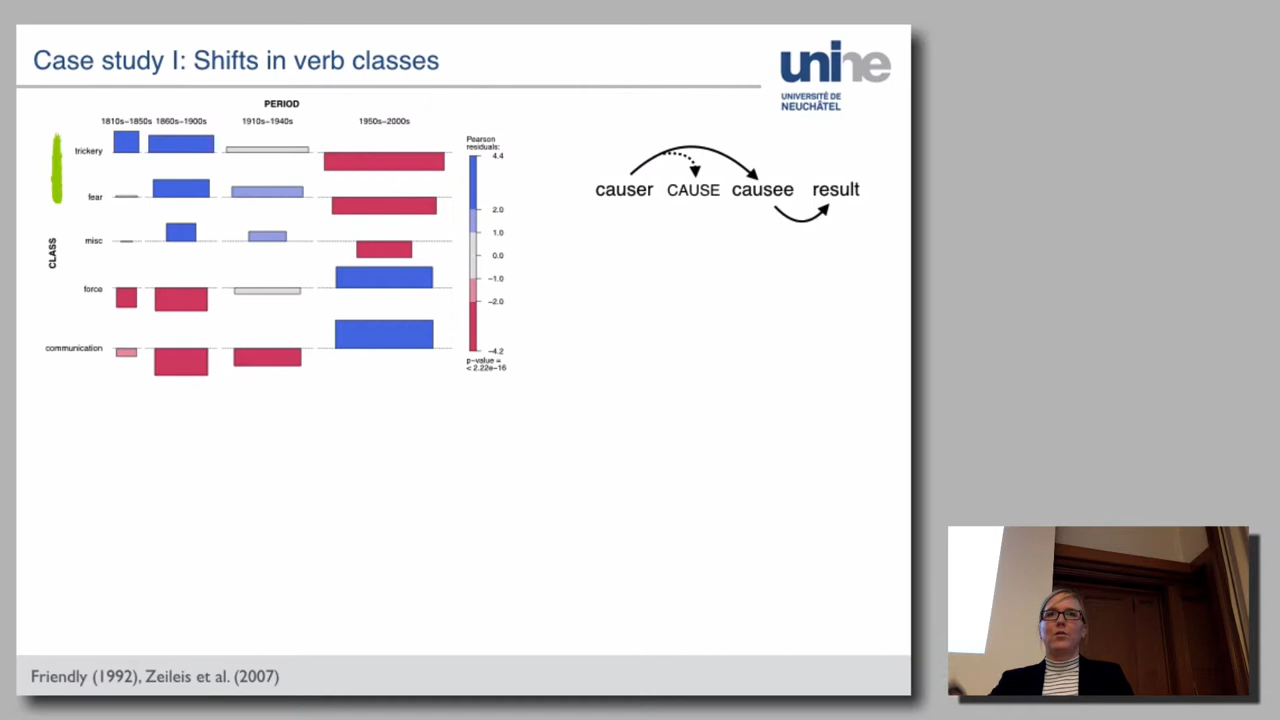 Case study I: Shifts in verb classes
unine
UNIVERSITÉ DE
NEUCHÂTEL
PERIOD
1810s–1850s 1860s–1900s 1910s–1940s 1950s–2000s
CLASS
trickery
fear
misc
force
communication
Pearson
residuals:
4.4
2.0
1.0
0.0
−1.0
−2.0
−4.2
p-value =
< 2.22e−16
causer CAUSE causee result
Friendly (1992), Zeileis et al. (2007)